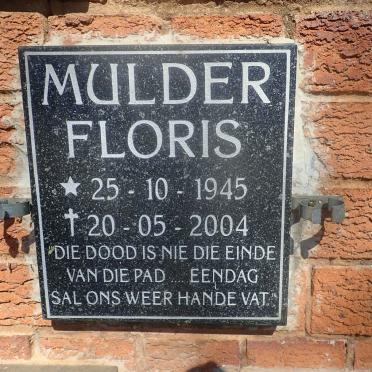 MULDER
FLORIS
★ 25 - 10 - 1945
✝ 20 - 05 - 2004
DIE DOOD IS NIE DIE EINDE
VAN DIE PAD ... EENDAG
SAL ONS WEER HANDE VAT.